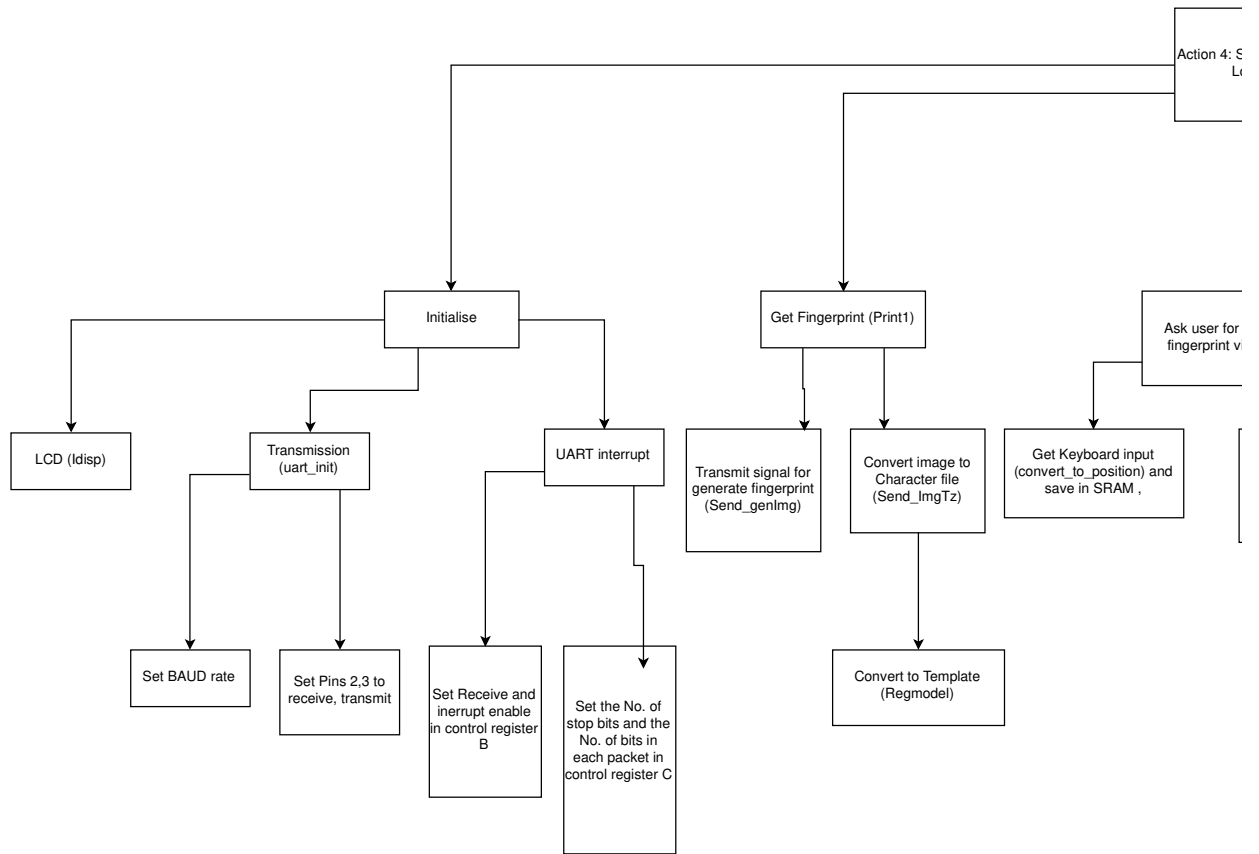 Action 4: S
Lo
Initialise
Get Fingerprint (Print1)
Ask user for
fingerprint vi
LCD (Idisp)
Transmission
(uart_init)
UART interrupt
Transmit signal for
generate fingerprint
(Send_genImg)
Convert image to
Character file
(Send_ImgTz)
Get Keyboard input
(convert_to_position) and
save in SRAM ,
Set BAUD rate
Set Pins 2,3 to
receive, transmit
Set Receive and
inerrupt enable
in control register
B
Set the No. of
stop bits and the
No. of bits in
each packet in
control register C
Convert to Template
(Regmodel)